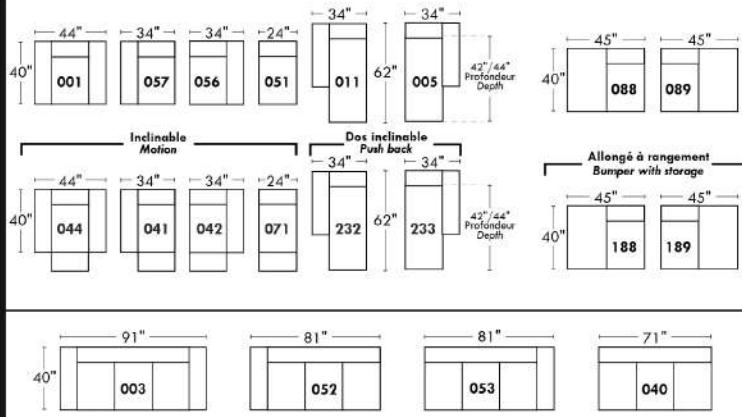 44" 34" 34" 24" 34" 34" 45" 45"
40" 001 057 056 051 011 62" 005 42"/44" Profondeur Depth 40" 088 089
Inclinable
Motion
Dos inclinable
Push back
Allongé à rangement
Bumper with storage
44" 34" 34" 24" 34" 34" 45" 45"
40" 044 041 042 071 232 62" 233 42"/44" Profondeur Depth 40" 188 189
91" 81" 81" 71"
40" 003 052 053 040